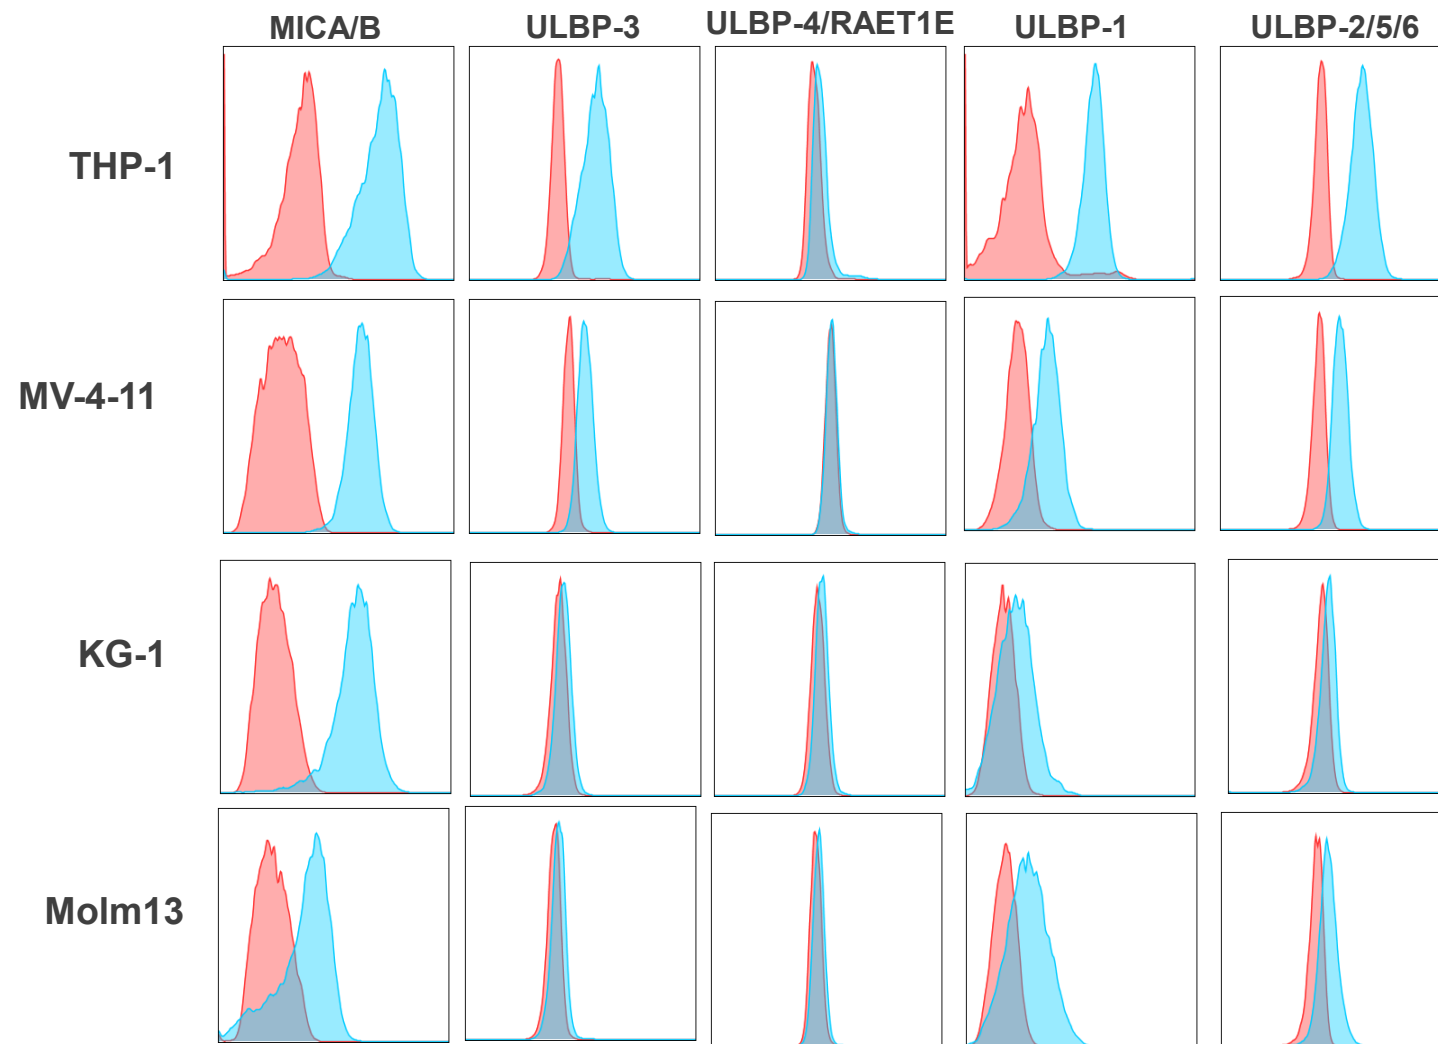 MICA/B ULBP-3 ULBP-4/RAET1E ULBP-1 ULBP-2/5/6
THP-1
MV-4-11
KG-1
Molm13